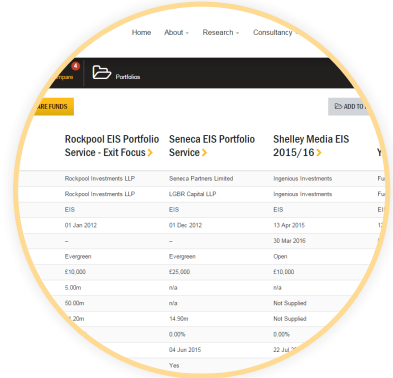 Home About Research Consultancy
4
Portfolios
FUNDS ADD TO
Rockpool EIS Portfolio Seneca EIS Portfolio Shelley Media EIS
Service - Exit Focus > Service > 2015/16 >
Rockpool Investments LLP Seneca Partners Limited Ingenious Investments
Rockpool Investments LLP LGBR Capital LLP Ingenious Investments
EIS EIS EIS
01 Jan 2012 01 Dec 2012 13 Apr 2015
– – 30 Mar 2016
Evergreen Evergreen Open
£10,000 £25,000 £10,000
5.00m n/a n/a
50.00m n/a Not Supplied
.20m 14.90m Not Supplied
0.00% 0.00%
04 Jun 2015 22 Jul
Yes